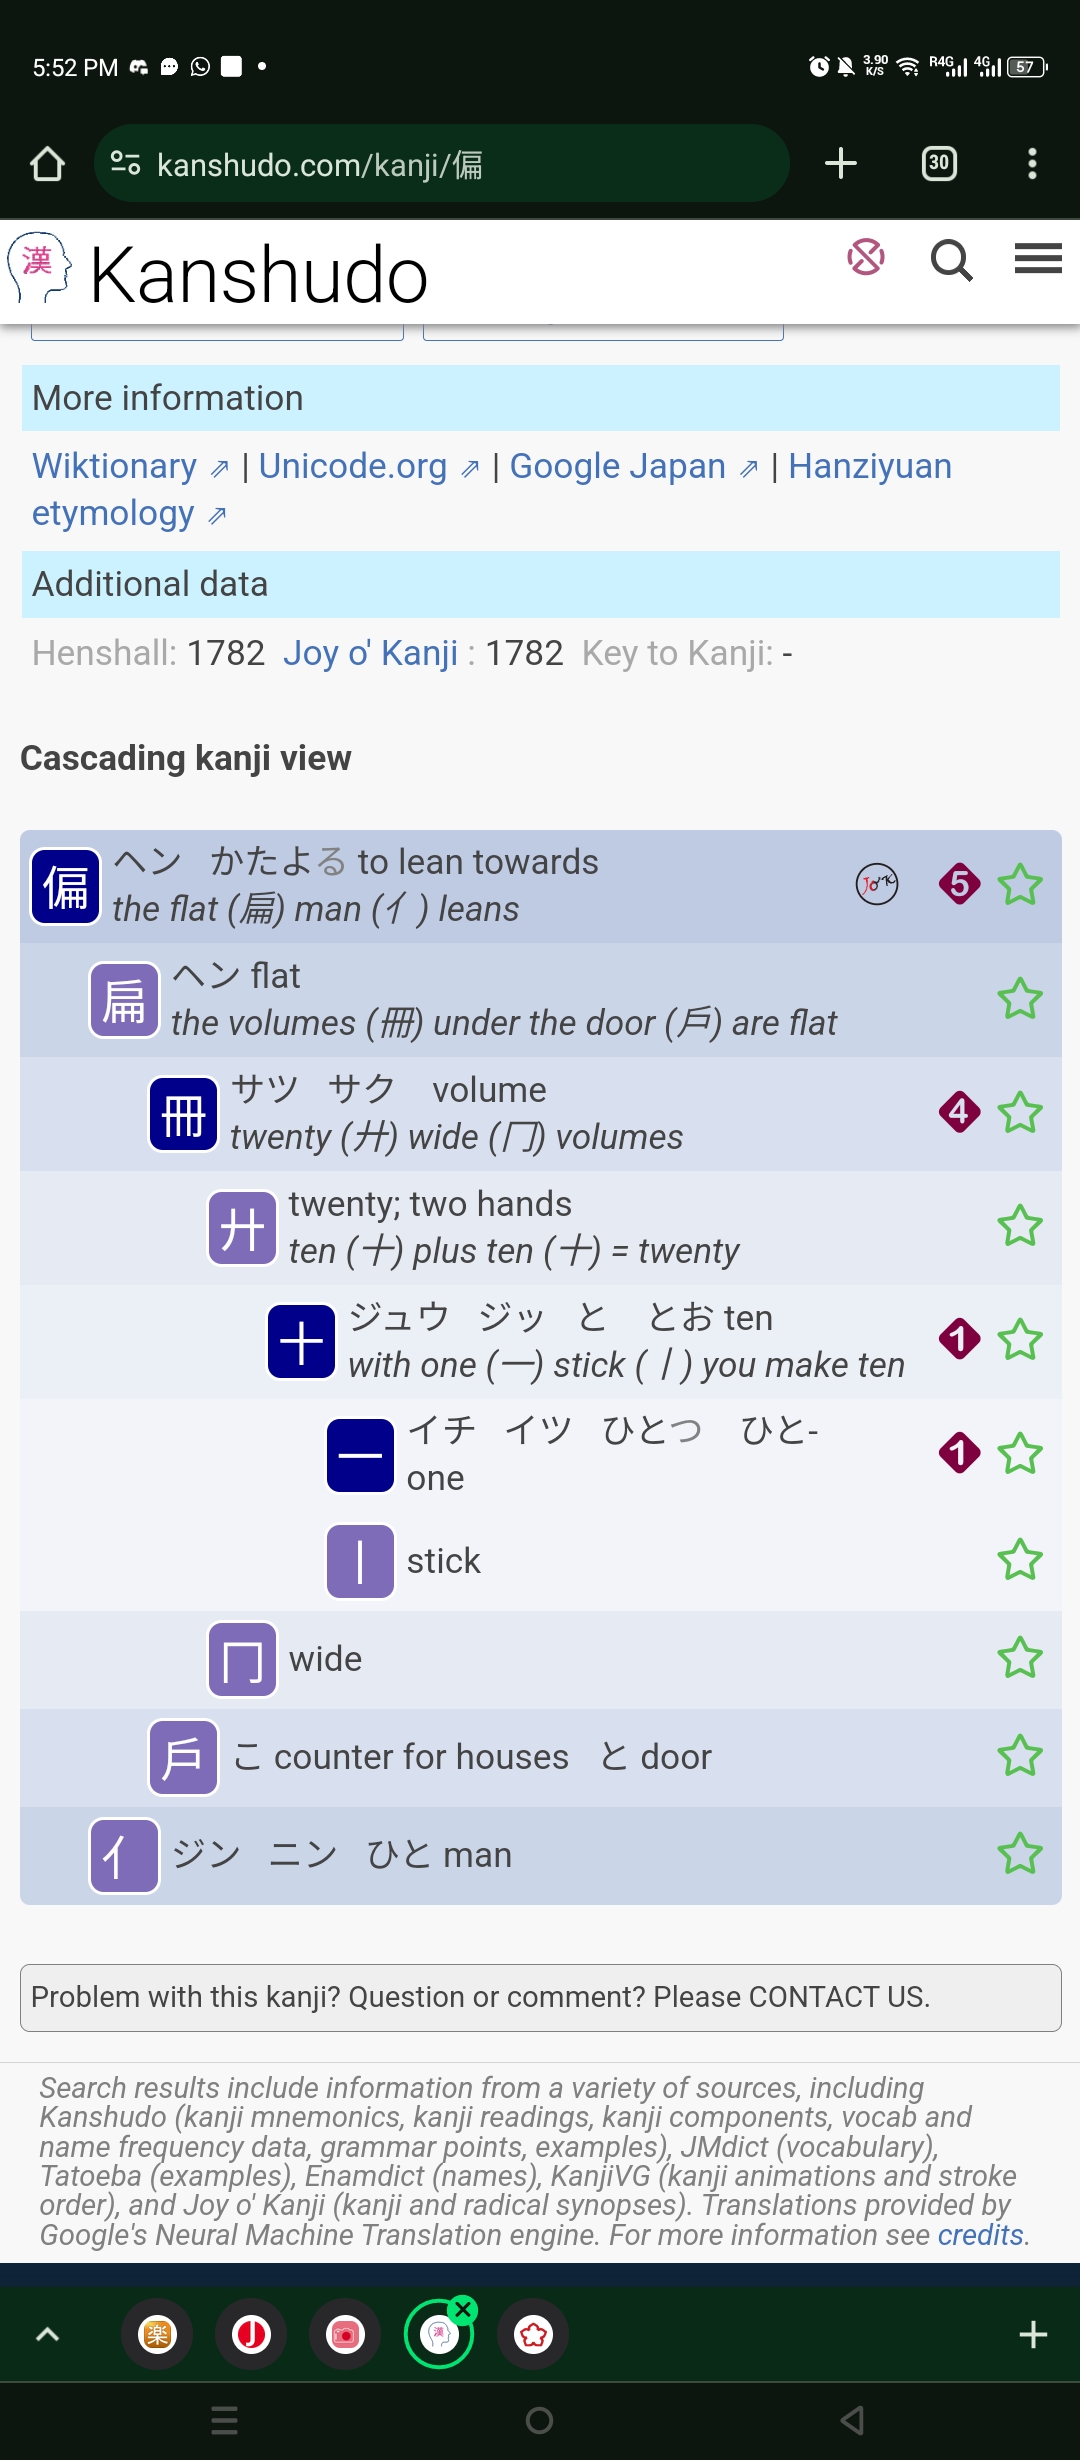 5:52 PM
3.90 K/S R4G 4G 57
kanshudo.com/kanji/偏
30
漢 Kanshudo
More information
Wiktionary ⇗ | Unicode.org ⇗ | Google Japan ⇗ | Hanziyuan
etymology ⇗
Additional data
Henshall: 1782 Joy o' Kanji : 1782 Key to Kanji: -
Cascading kanji view
偏 ヘン かたよる to lean towards JO'K 5
the flat (扁) man (亻) leans
扁 ヘン flat
the volumes (冊) under the door (戶) are flat
冊 サツ サク volume 4
twenty (廾) wide (冂) volumes
廾 twenty; two hands
ten (十) plus ten (十) = twenty
十 ジュウ ジッ と とお ten 1
with one (一) stick (丨) you make ten
一 イチ イツ ひとつ ひと- 1
one
丨 stick
冂 wide
戶 こ counter for houses と door
亻 ジン ニン ひと man
Problem with this kanji? Question or comment? Please CONTACT US.
Search results include information from a variety of sources, including
Kanshudo (kanji mnemonics, kanji readings, kanji components, vocab and
name frequency data, grammar points, examples), JMdict (vocabulary),
Tatoeba (examples), Enamdict (names), KanjiVG (kanji animations and stroke
order), and Joy o' Kanji (kanji and radical synopses). Translations provided by
Google's Neural Machine Translation engine. For more information see credits.
楽 J 漢